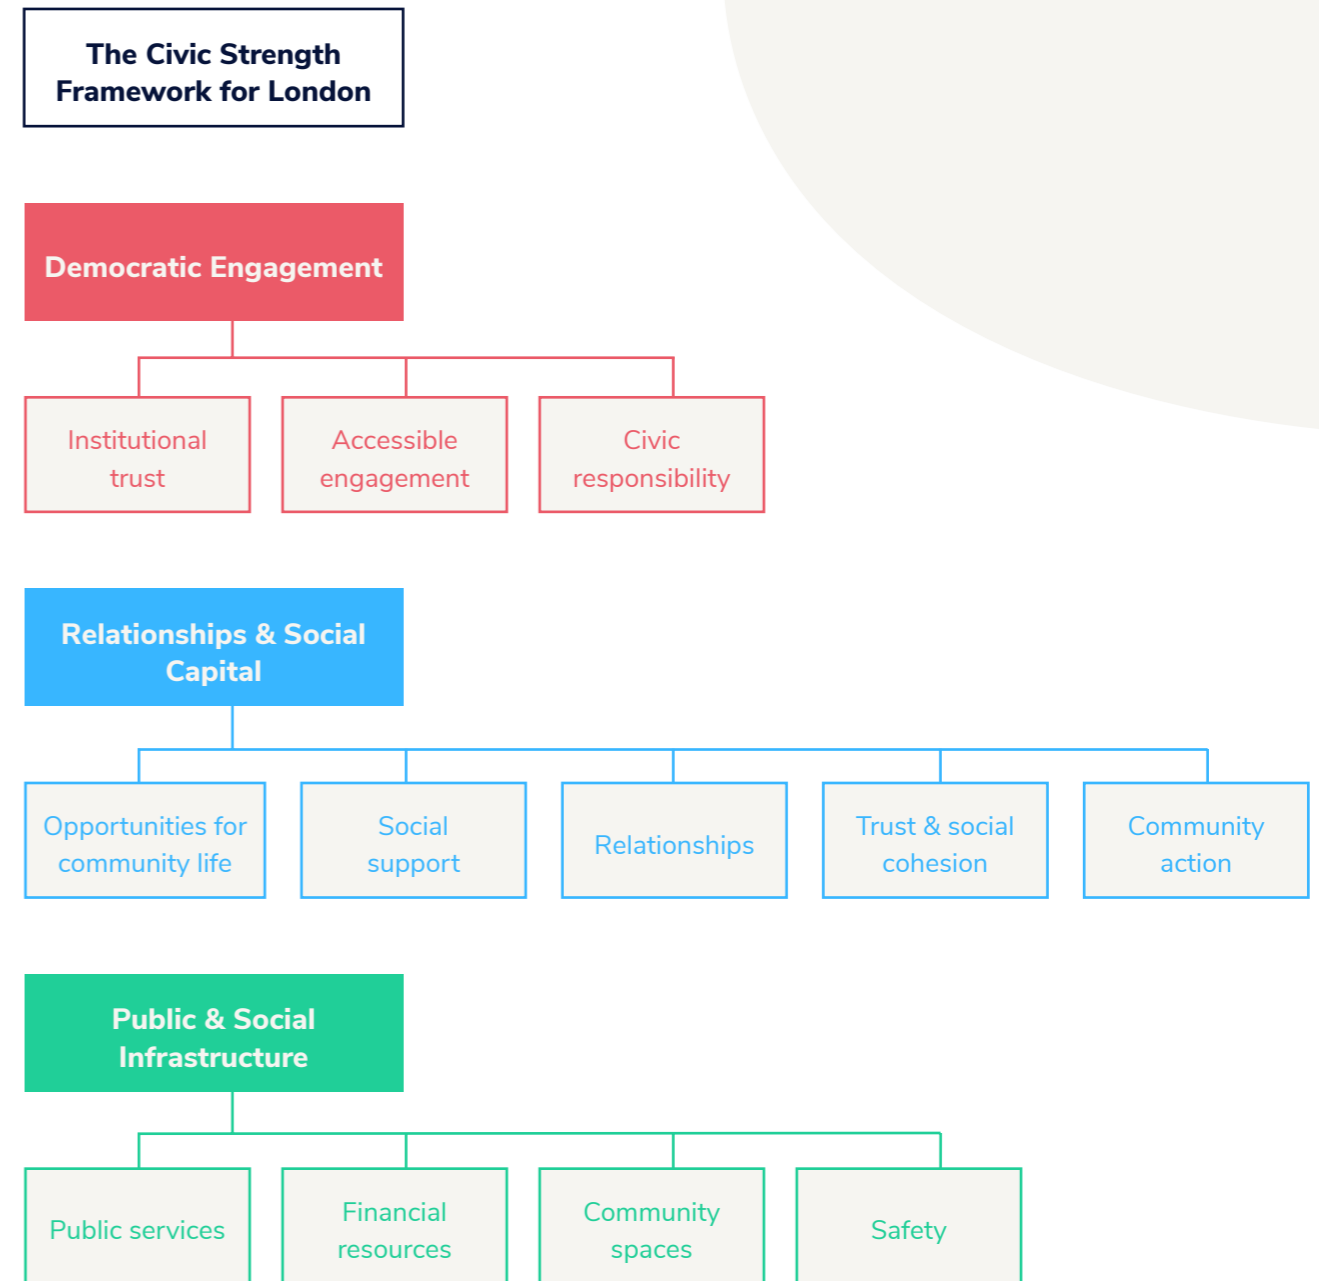 The Civic Strength
Framework for London
Democratic Engagement
Institutional
trust
Accessible
engagement
Civic
responsibility
Relationships & Social
Capital
Opportunities for
community life
Social
support
Relationships
Trust & social
cohesion
Community
action
Public & Social
Infrastructure
Public services
Financial
resources
Community
spaces
Safety